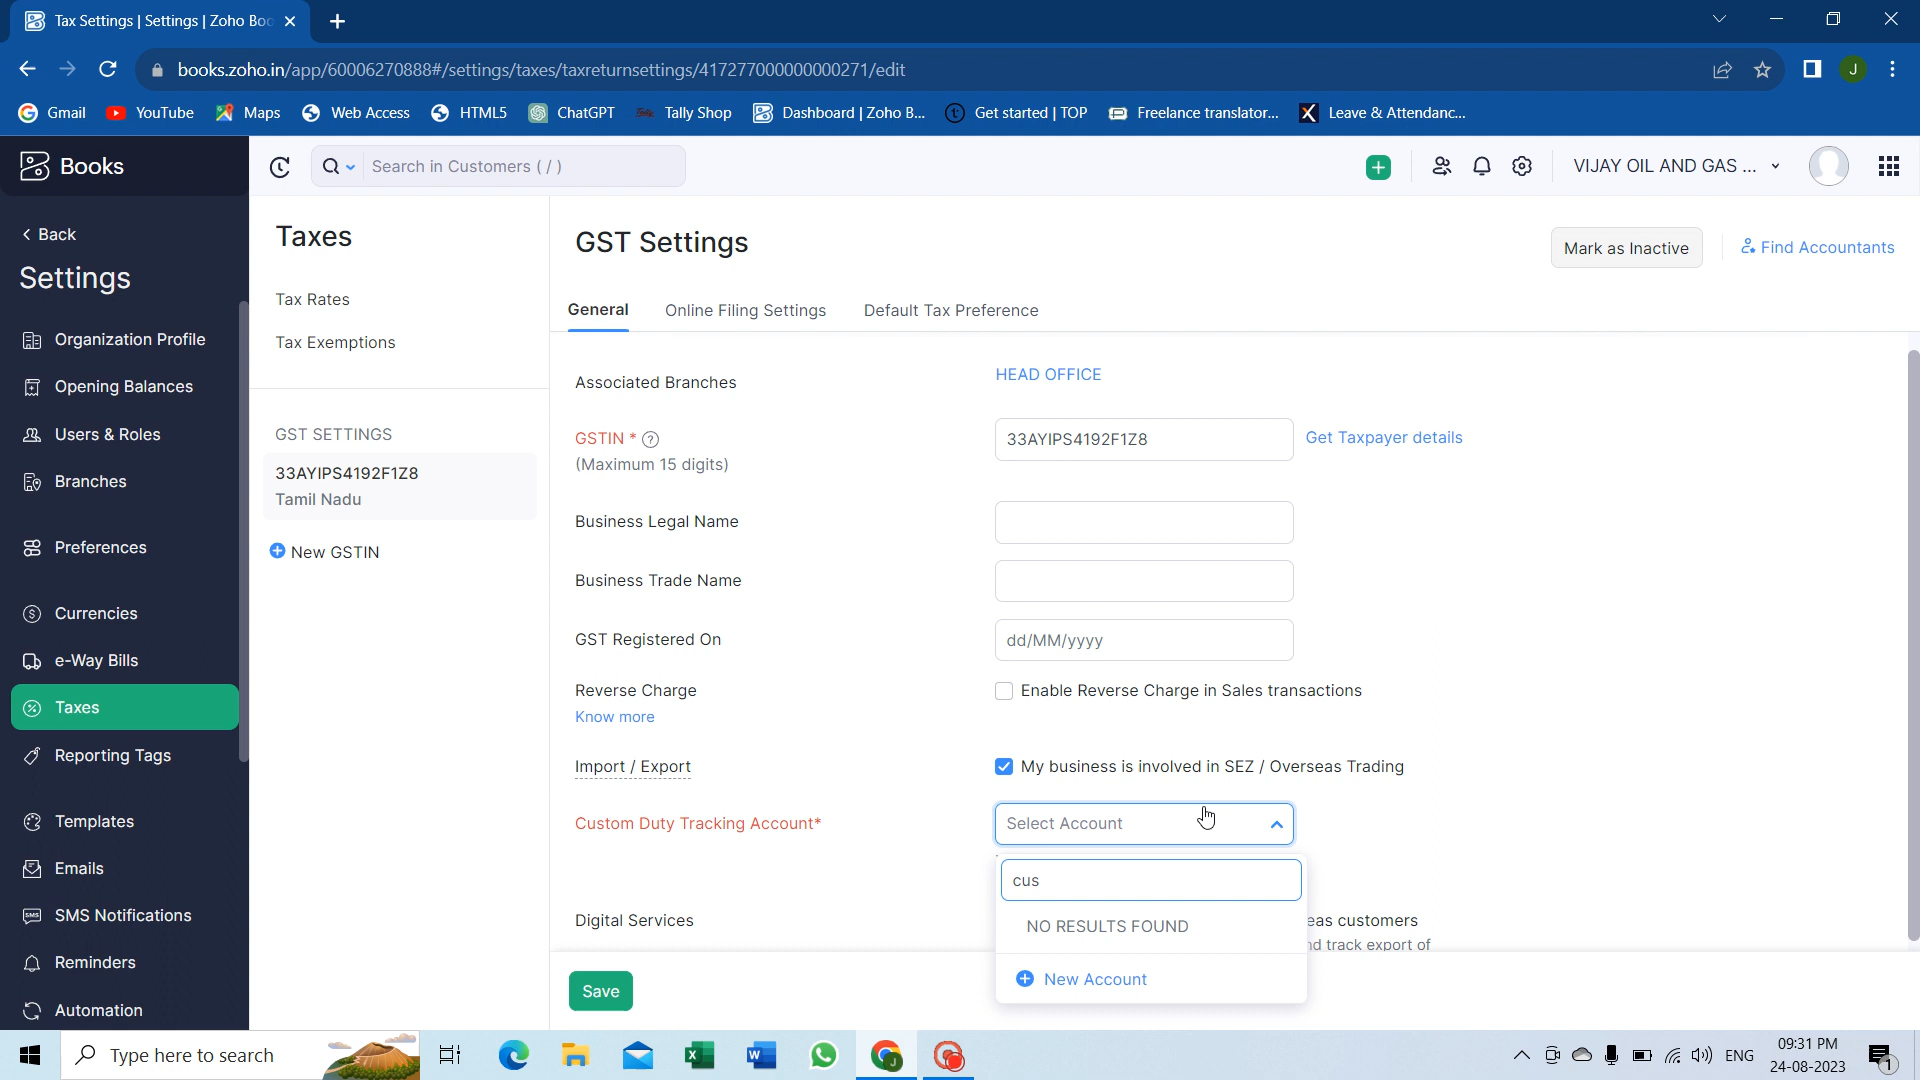 Tax Settings | Settings | Zoho Boo
books.zoho.in/app/60006270888#/settings/taxes/taxreturnsettings/417277000000000271/edit
J
Gmail
YouTube
Maps
Web Access
HTML5
ChatGPT
Tally Shop
Dashboard | Zoho B...
Get started | TOP
Freelance translator...
Leave & Attendanc...
Books
Search in Customers ( / )
VIJAY OIL AND GAS ...
Back
Settings
Organization Profile
Opening Balances
Users & Roles
Branches
Preferences
Currencies
e-Way Bills
Taxes
Reporting Tags
Templates
Emails
SMS Notifications
Reminders
Automation
Taxes
Tax Rates
Tax Exemptions
GST SETTINGS
33AYIPS4192F1Z8
Tamil Nadu
New GSTIN
GST Settings
Mark as Inactive
Find Accountants
General
Online Filing Settings
Default Tax Preference
Associated Branches
HEAD OFFICE
GSTIN *
(Maximum 15 digits)
33AYIPS4192F1Z8
Get Taxpayer details
Business Legal Name
Business Trade Name
GST Registered On
dd/MM/yyyy
Reverse Charge
Know more
Enable Reverse Charge in Sales transactions
Import / Export
My business is involved in SEZ / Overseas Trading
Custom Duty Tracking Account*
Select Account
cus
NO RESULTS FOUND
New Account
Digital Services
eas customers
nd track export of
Save
Type here to search
ENG
09:31 PM
24-08-2023
1